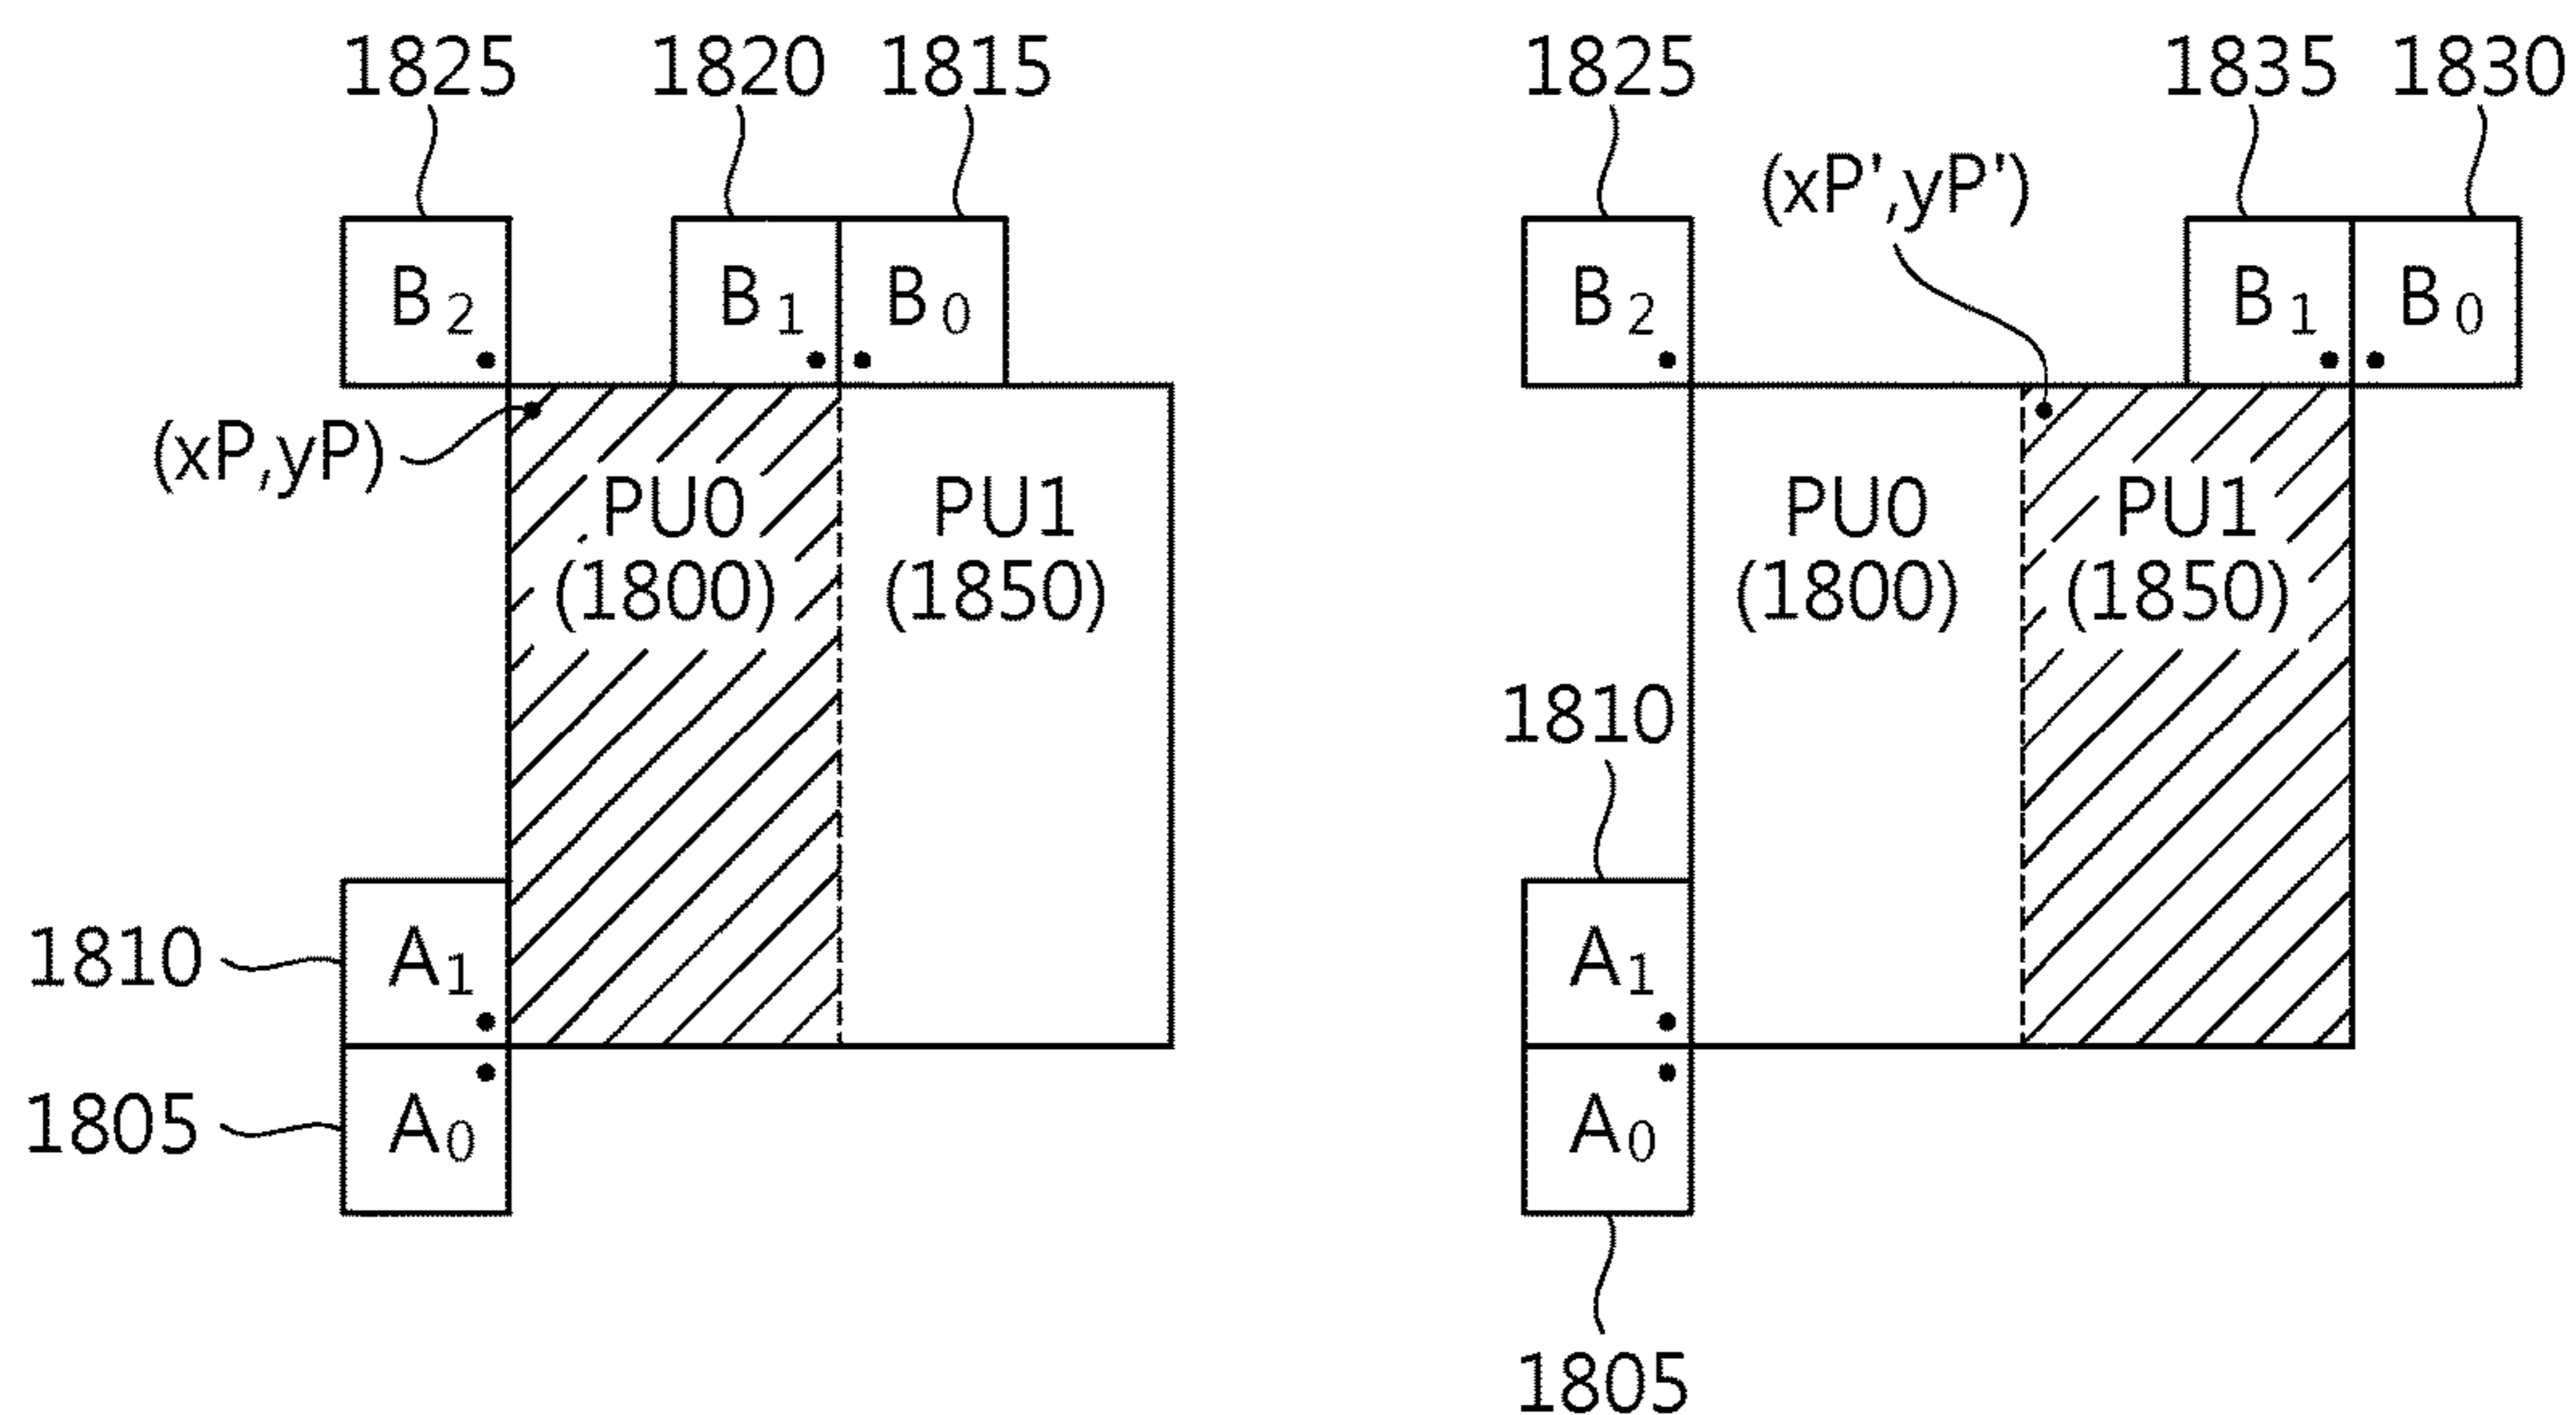 1825 1820 1815
B2 B1 B0
(xP,yP)
PU0 PU1
(1800) (1850)
1810 A1
1805 A0
1825 1835 1830
(xP',yP')
B2 B1 B0
PU0 PU1
(1800) (1850)
1810
A1
A0
1805